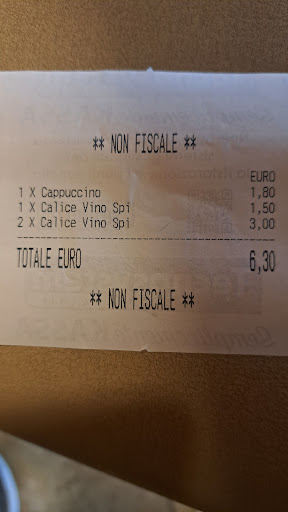 ** NON FISCALE **
EURO
1 X Cappuccino 1,80
1 X Calice Vino Spi 1,50
2 X Calice Vino Spi 3,00
TOTALE EURO 6,30
** NON FISCALE **